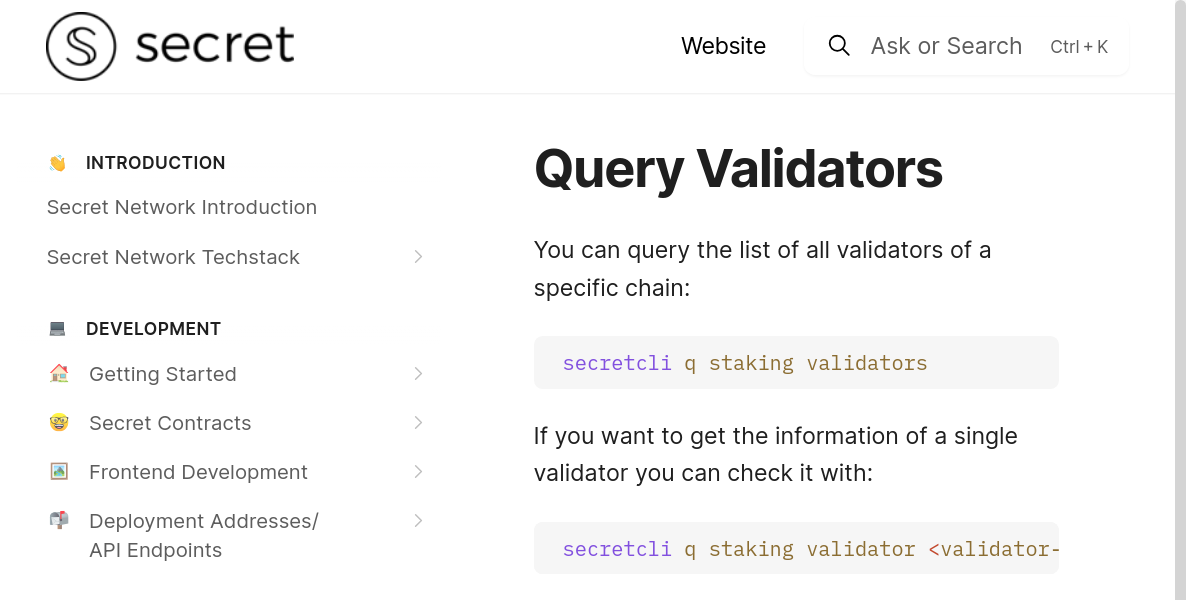 secret
Website
Ask or Search Ctrl + K
INTRODUCTION
Secret Network Introduction
Secret Network Techstack
DEVELOPMENT
Getting Started
Secret Contracts
Frontend Development
Deployment Addresses/
API Endpoints
Query Validators
You can query the list of all validators of a
specific chain:
secretcli q staking validators
If you want to get the information of a single
validator you can check it with:
secretcli q staking validator <validator-